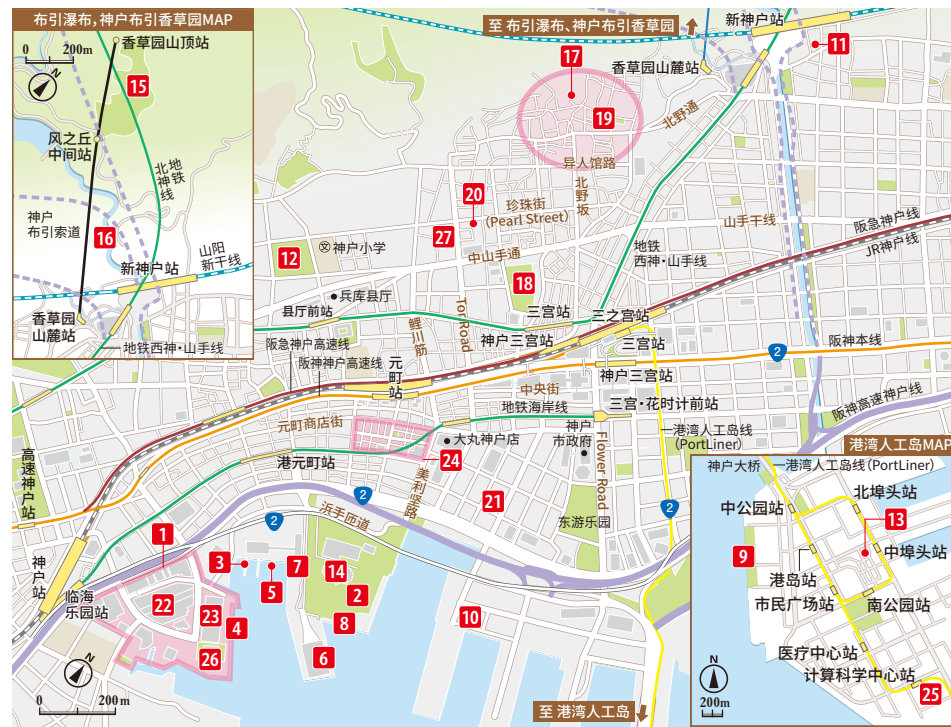 布引瀑布，神户布引香草园MAP
0 200m
N
香草园山顶站
15
风之丘
中间站
地铁
北神线
神户
布引索道
16
山阳
新干线
新神户站
香草园
山麓站
地铁西神·山手线
至 布引瀑布、神户布引香草园
新神户站
11
香草园山麓站
17
19
北野通
异人馆路
北野坂
20
珍珠街
(Pearl Street)
27
山手干线
阪急神户线
JR神户线
中山手通
地铁
西神·山手线
12
神户小学
18
兵库县厅
县厅前站
鲤川筋
Tor Road
三宫站
三之宫站
神户三宫站
三宫站
阪急神户高速线
阪神神户高速线
元町站
2
阪神本线
神户三宫站
中央街
三宫·花时计前站
阪神高速神户线
元町商店街
地铁海岸线
神户
市政府
Flower Road
港湾人工岛线
(PortLiner)
大丸神户店
24
港元町站
美利坚路
高速神户站
21
2
2
2
浜手匝道
东游乐园
神户站
1
3
5
7
14
2
临海
乐园站
22
23
4
8
10
26
6
N
0 200m
至 港湾人工岛
港湾人工岛MAP
神户大桥
港湾人工岛线(PortLiner)
北埠头站
中公园站
13
9
中埠头站
港岛站
市民广场站
南公园站
医疗中心站
计算科学中心站
25
N
200m